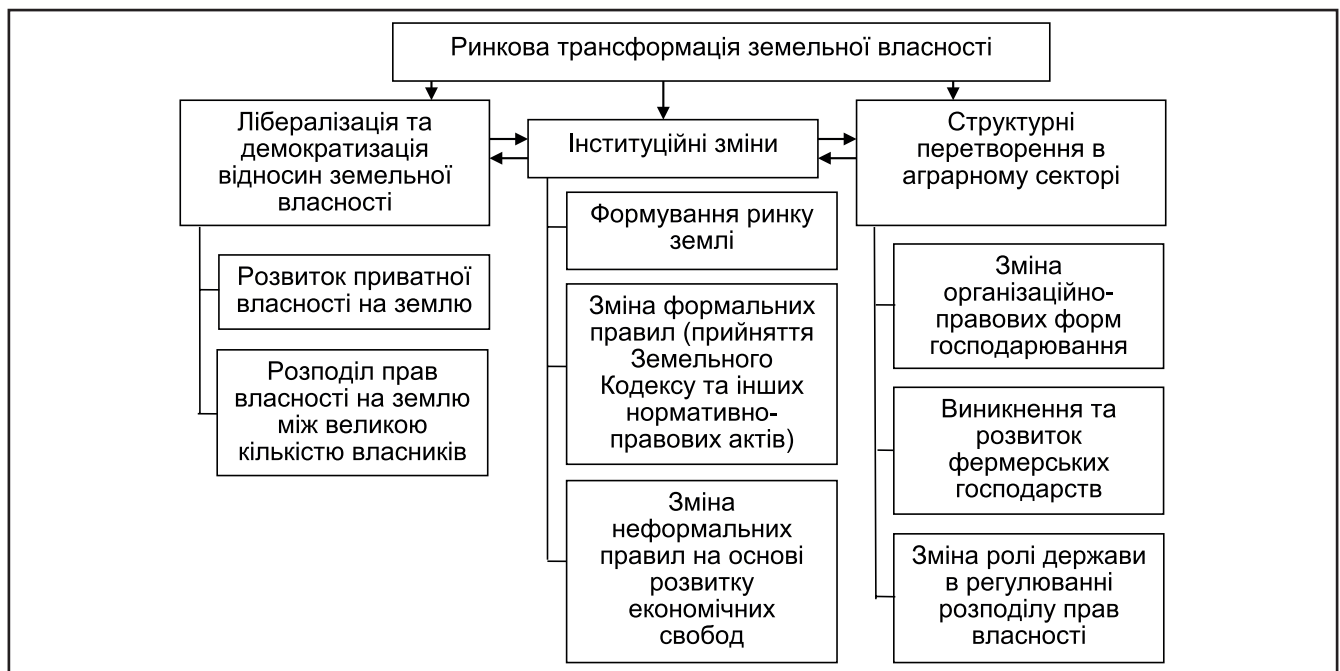 Ринкова трансформація земельної власності
Лібералізація та
демократизація
відносин земельної
власності
Розвиток приватної
власності на землю
Розподіл прав
власності на землю
між великою
кількістю власників
Інституційні зміни
Формування ринку
землі
Зміна формальних
правил (прийняття
Земельного
Кодексу та інших
нормативно-
правових актів)
Зміна
неформальних
правил на основі
розвитку
економічних
свобод
Структурні
перетворення в
аграрному секторі
Зміна
організаційно-
правових форм
господарювання
Виникнення та
розвиток
фермерських
господарств
Зміна ролі держави
в регулюванні
розподілу прав
власності